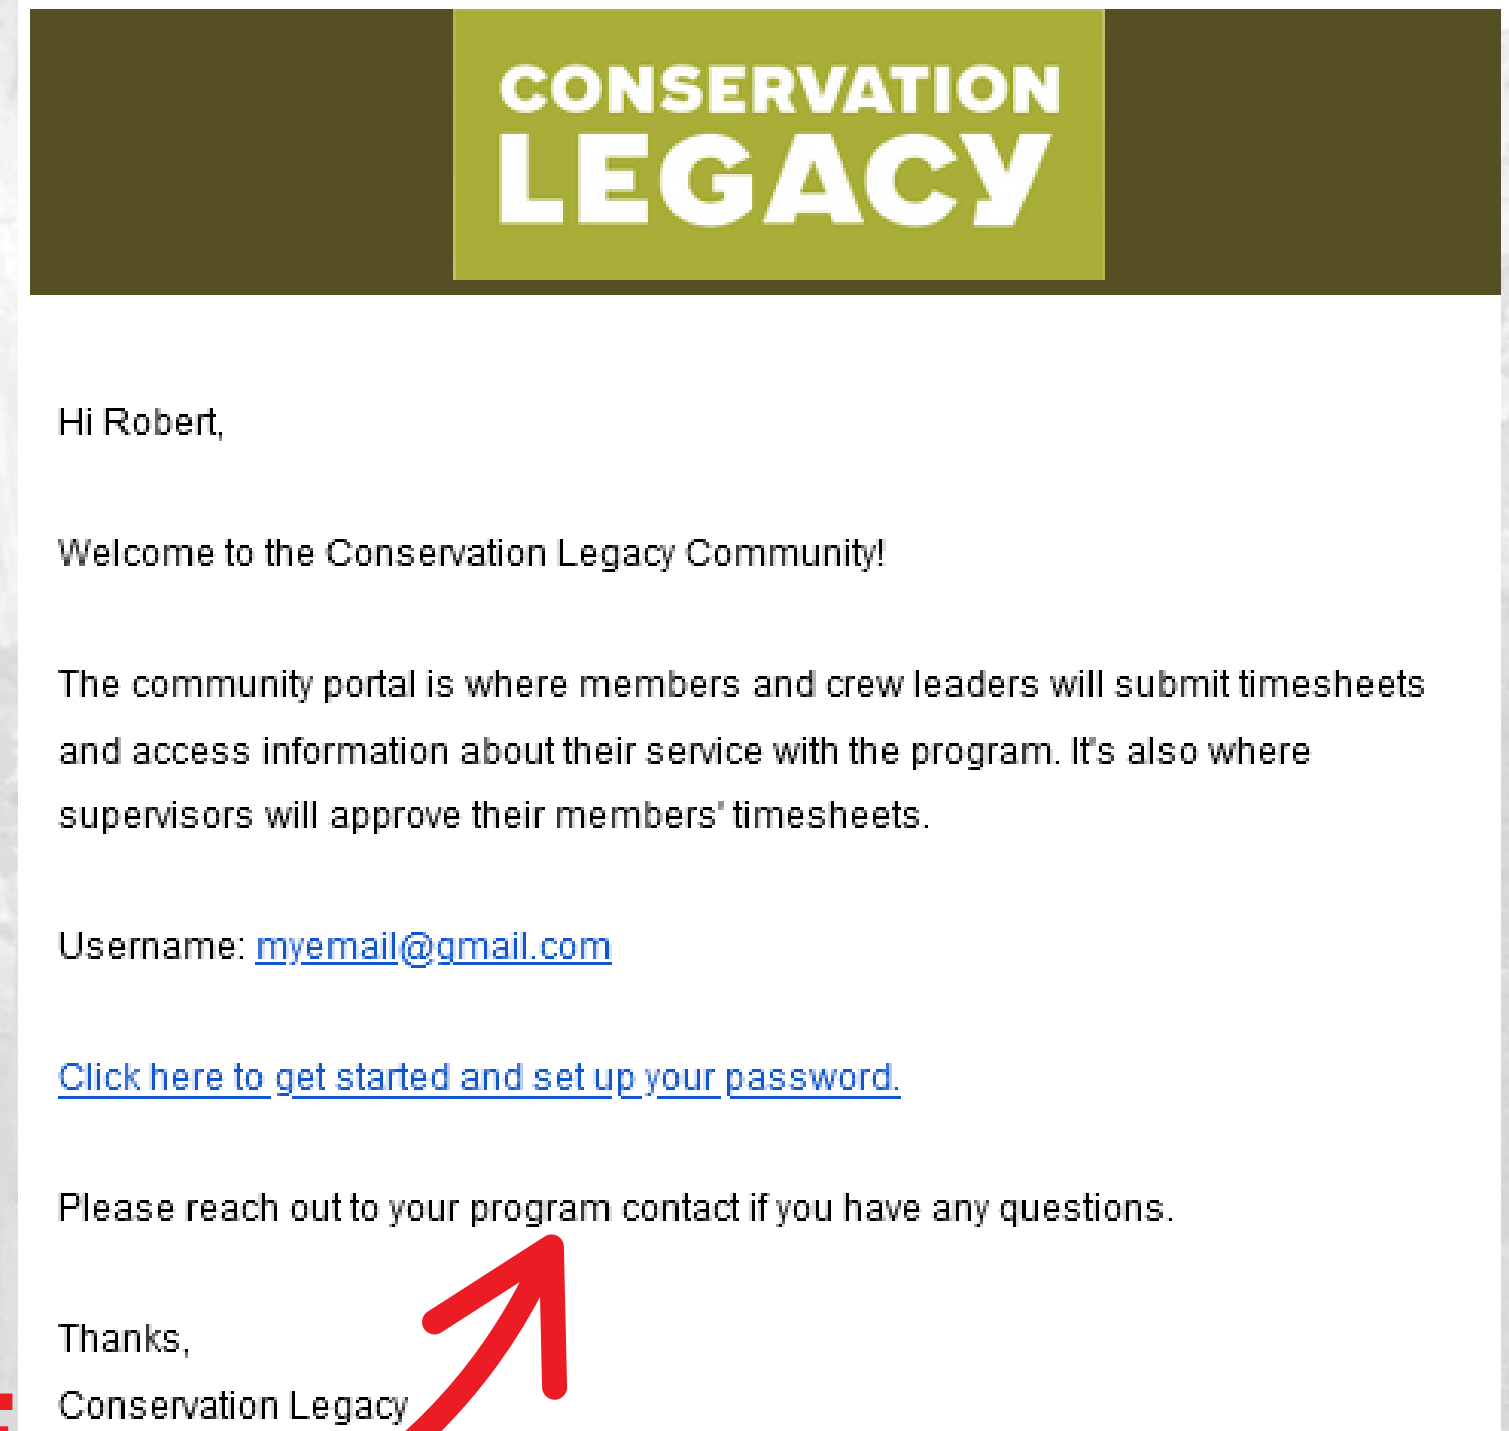 CONSERVATION
LEGACY
Hi Robert,
Welcome to the Conservation Legacy Community!
The community portal is where members and crew leaders will submit timesheets
and access information about their service with the program. It's also where
supervisors will approve their members' timesheets.
Username: myemail@gmail.com
Click here to get started and set up your password.
Please reach out to your program contact if you have any questions.
Thanks,
Conservation Legacy